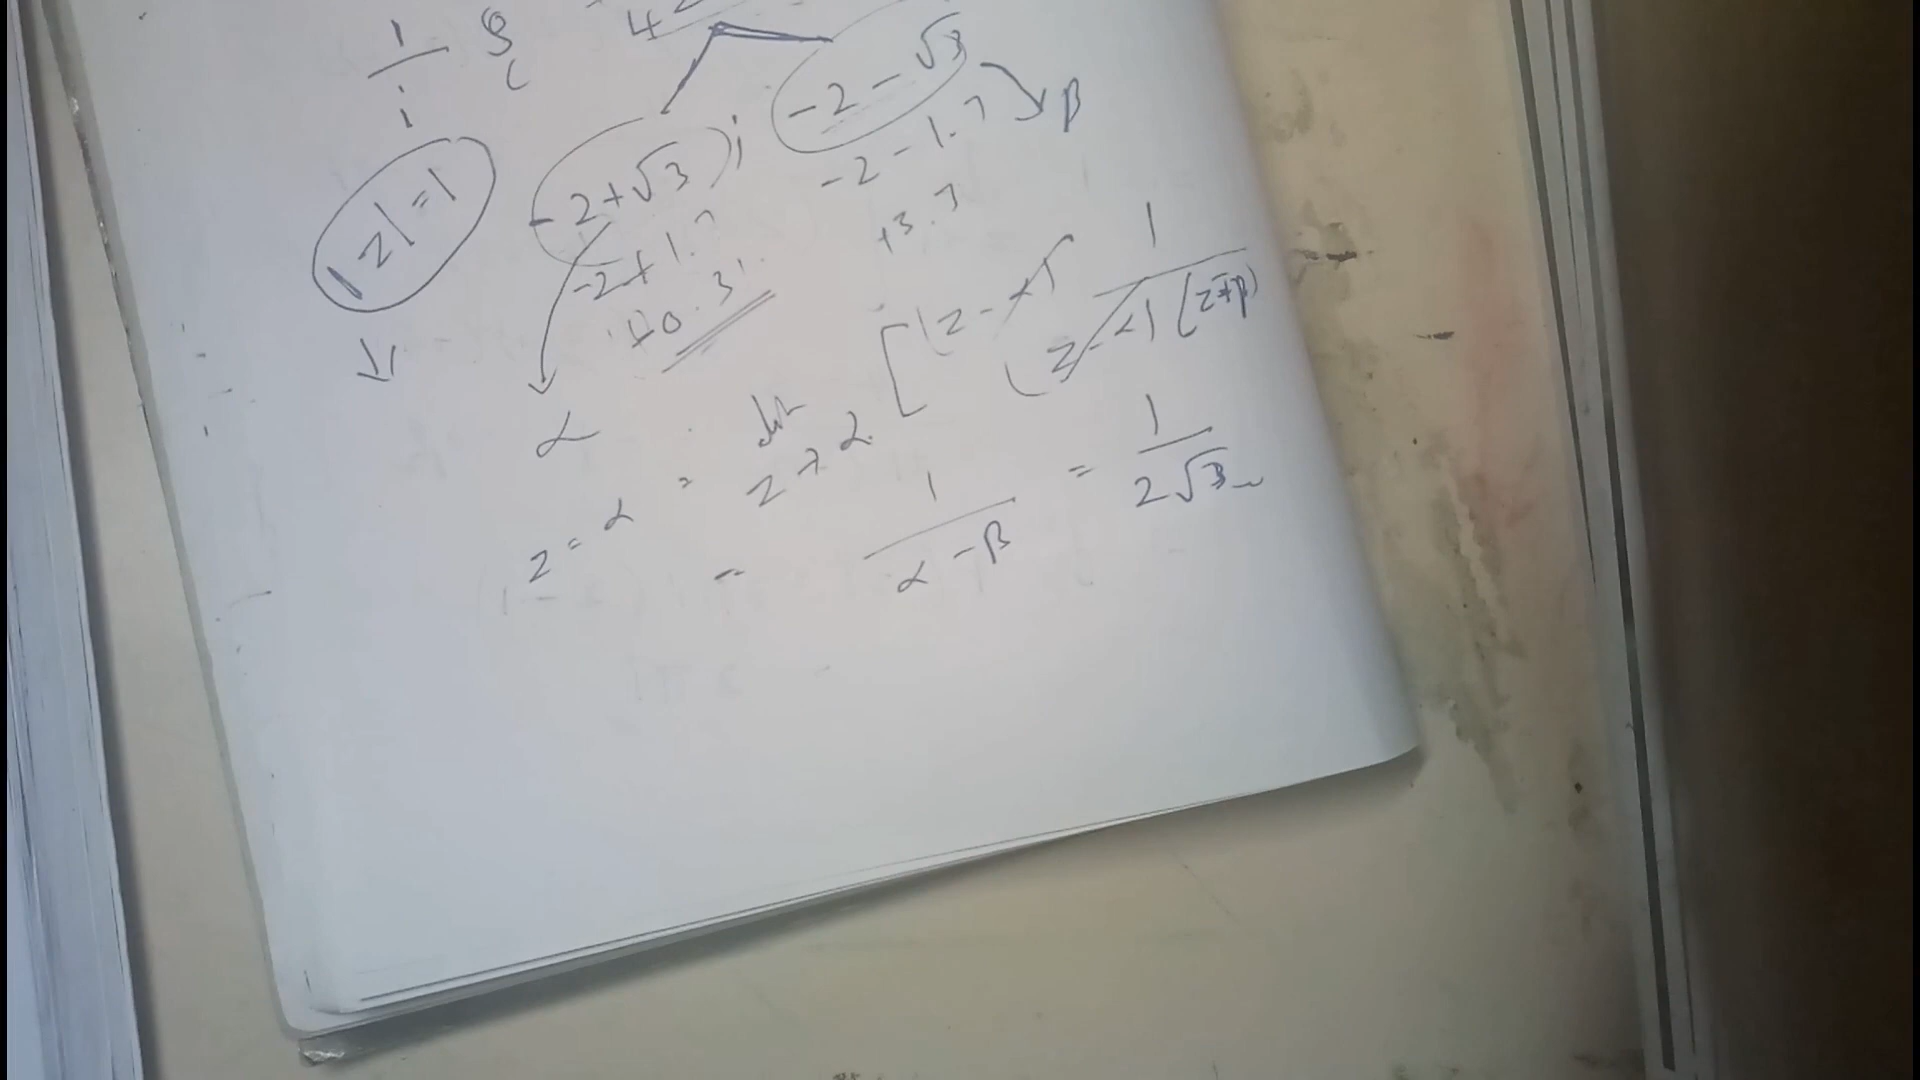 1/i ∮c
|z|=1
-2+√3 ; -2-√3 → β
-2+1.7
-2-1.7
+3.7
+0.3
α
z=α = lt z→α [(z-α) 1/((z-α)(z-β))]
= 1/(α-β) = 1/(2√3)